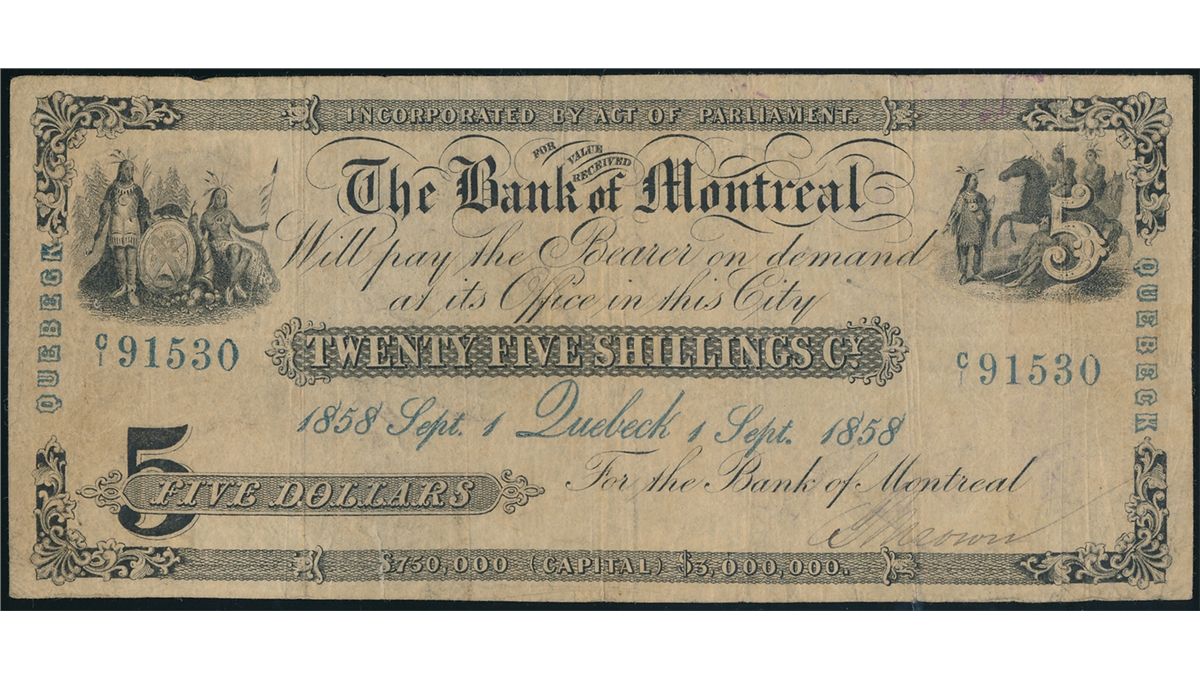 INCORPORATED BY ACT OF PARLIAMENT.
FOR VALUE RECEIVED
The Bank of Montreal
Will pay the Bearer on demand
at its Office in this City
5
QUEBECK
QUEBECK
C/1 91530
TWENTY FIVE SHILLINGS CY.
C/1 91530
1858 Sept. 1 Quebeck 1 Sept. 1858
5
FIVE DOLLARS
For the Bank of Montreal
$750,000 (CAPITAL) $3,000,000.